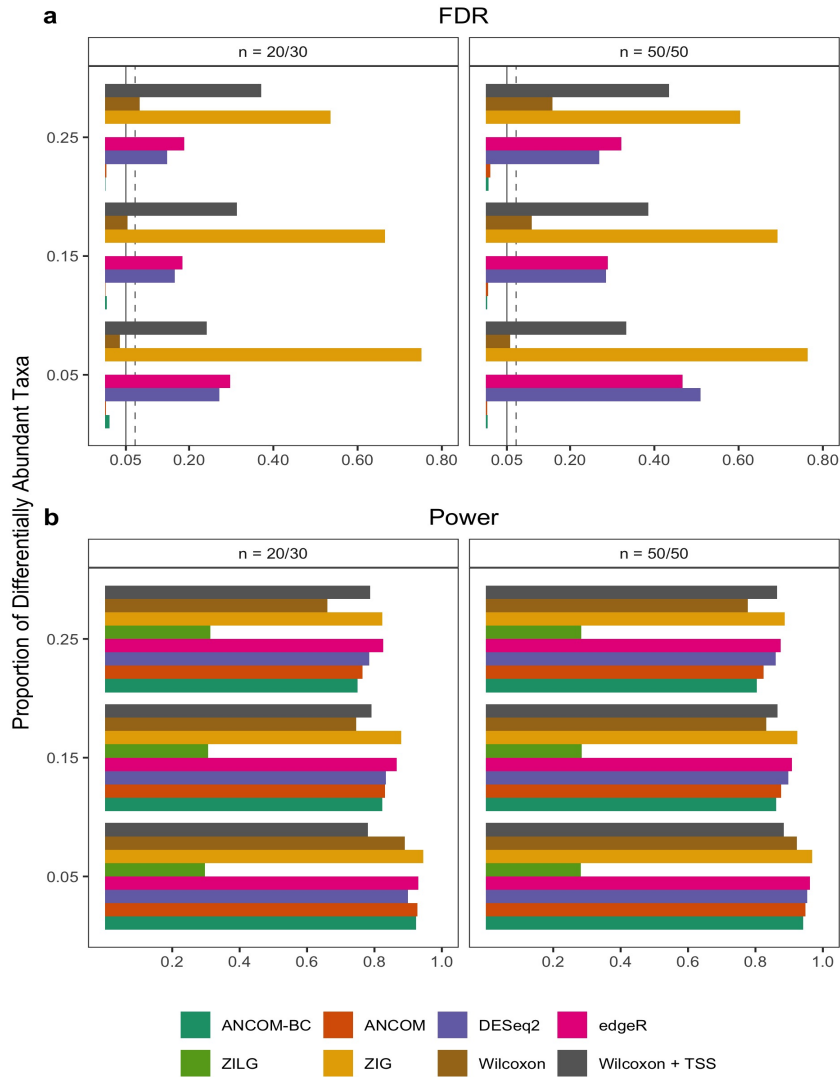 a
FDR
n = 20/30
n = 50/50
0.25
0.15
0.05
0.05 0.20 0.40 0.60 0.80
0.05 0.20 0.40 0.60 0.80
Proportion of Differentially Abundant Taxa
b
Power
n = 20/30
n = 50/50
0.25
0.15
0.05
0.2 0.4 0.6 0.8 1.0
0.2 0.4 0.6 0.8 1.0
ANCOM-BC ANCOM DESeq2 edgeR
ZILG ZIG Wilcoxon Wilcoxon + TSS